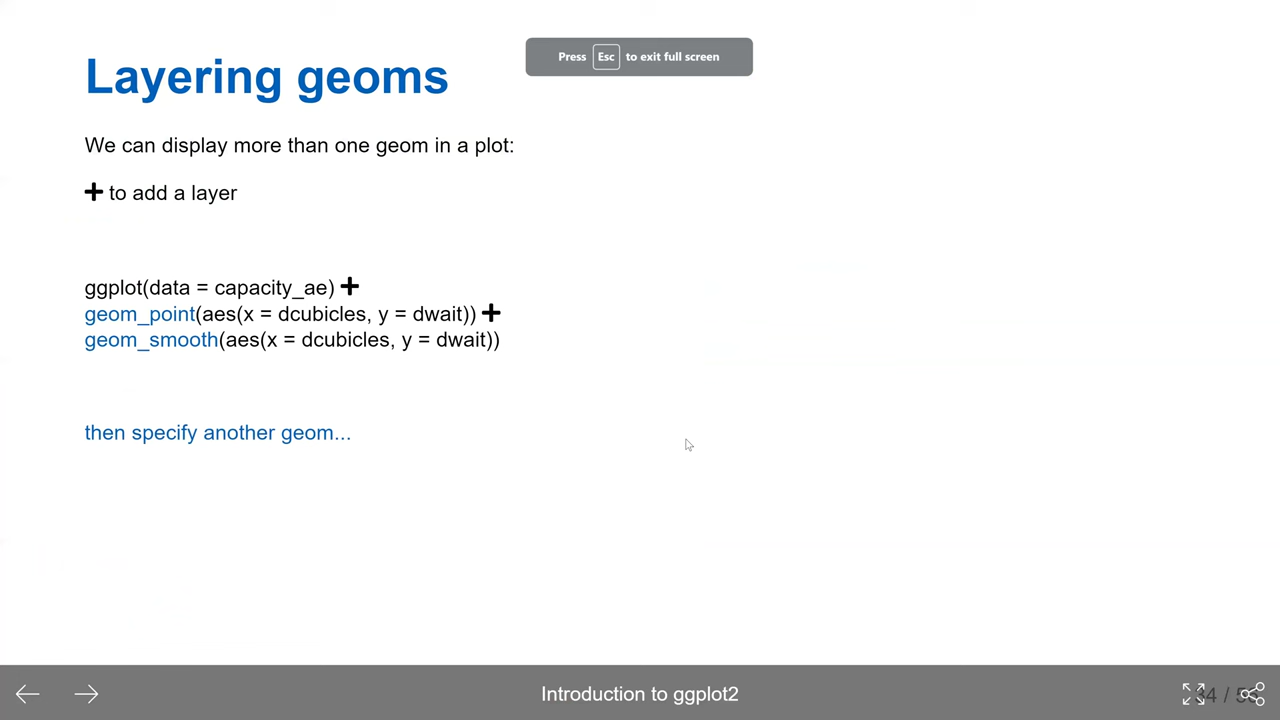 Press Esc to exit full screen
Layering geoms
We can display more than one geom in a plot:
+ to add a layer
ggplot(data = capacity_ae) +
geom_point(aes(x = dcubicles, y = dwait)) +
geom_smooth(aes(x = dcubicles, y = dwait))
then specify another geom...
Introduction to ggplot2
34 /